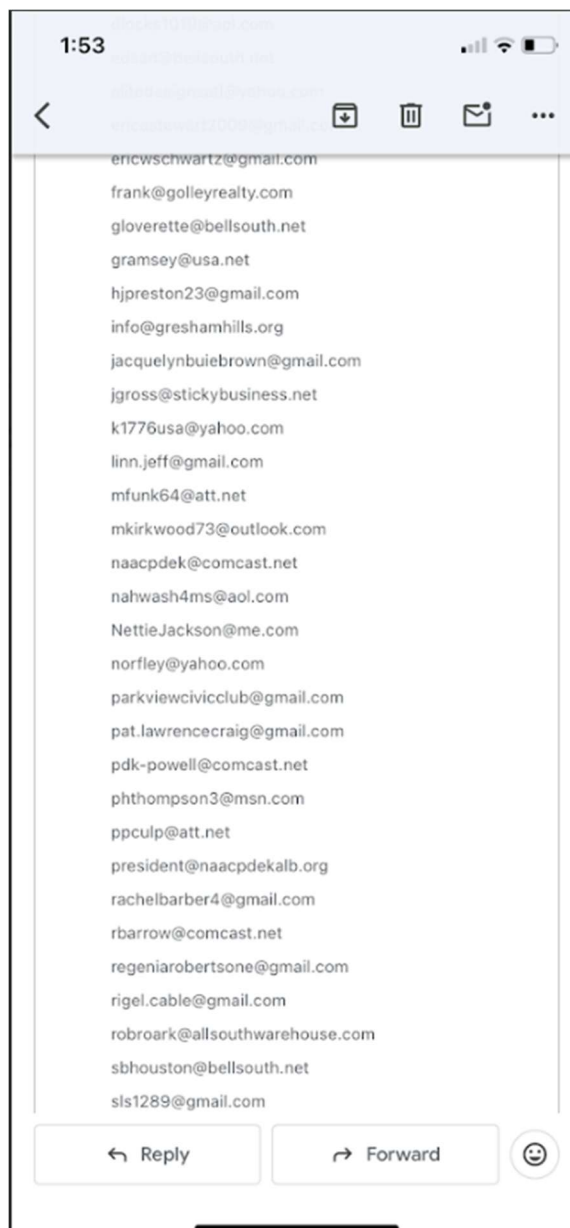 1:53
ericwschwartz@gmail.com
frank@golleyrealty.com
gloverette@bellsouth.net
gramsey@usa.net
hjpreston23@gmail.com
info@greshamhills.org
jacquelynbuiebrown@gmail.com
jgross@stickybusiness.net
k1776usa@yahoo.com
linn.jeff@gmail.com
mfunk64@att.net
mkirkwood73@outlook.com
naacpdek@comcast.net
nahwash4ms@aol.com
NettieJackson@me.com
norfley@yahoo.com
parkviewcivicclub@gmail.com
pat.lawrencecraig@gmail.com
pdk-powell@comcast.net
phthompson3@msn.com
ppculp@att.net
president@naacpdekalb.org
rachelbarber4@gmail.com
rbarrow@comcast.net
regeniarobertsone@gmail.com
rigel.cable@gmail.com
robroark@allsouthwarehouse.com
sbhouston@bellsouth.net
sls1289@gmail.com
Reply Forward